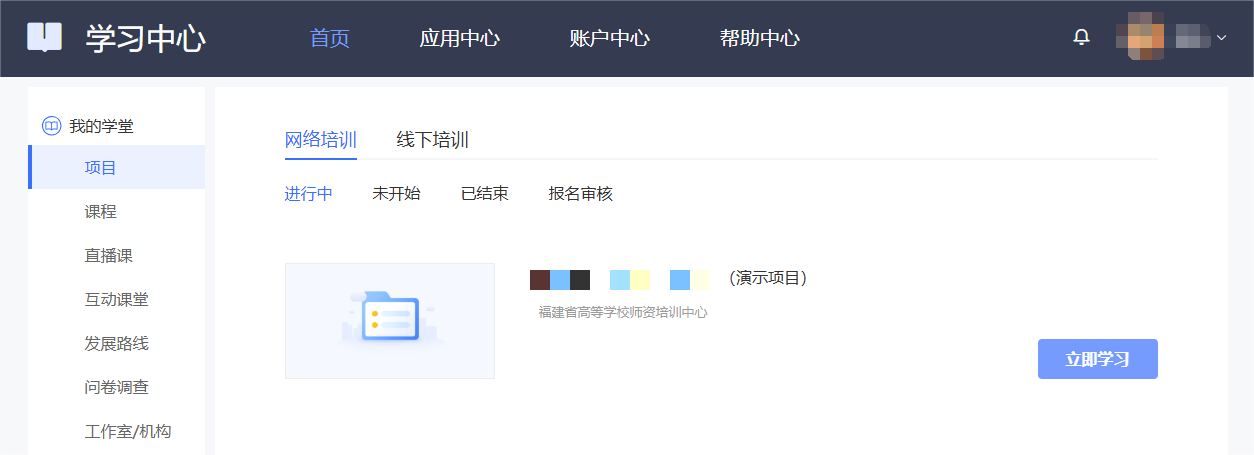 学习中心 首页 应用中心 账户中心 帮助中心
我的学堂
项目
课程
直播课
互动课堂
发展路线
问卷调查
工作室/机构
网络培训 线下培训
进行中 未开始 已结束 报名审核
（演示项目）
福建省高等学校师资培训中心
立即学习